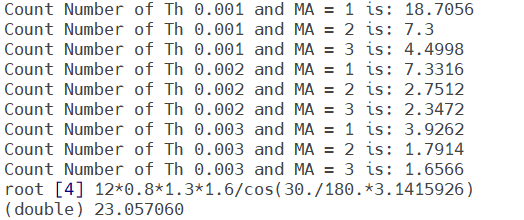 Count Number of Th 0.001 and MA = 1 is: 18.7056
Count Number of Th 0.001 and MA = 2 is: 7.3
Count Number of Th 0.001 and MA = 3 is: 4.4998
Count Number of Th 0.002 and MA = 1 is: 7.3316
Count Number of Th 0.002 and MA = 2 is: 2.7512
Count Number of Th 0.002 and MA = 3 is: 2.3472
Count Number of Th 0.003 and MA = 1 is: 3.9262
Count Number of Th 0.003 and MA = 2 is: 1.7914
Count Number of Th 0.003 and MA = 3 is: 1.6566
root [4] 12*0.8*1.3*1.6/cos(30./180.*3.1415926)
(double) 23.057060